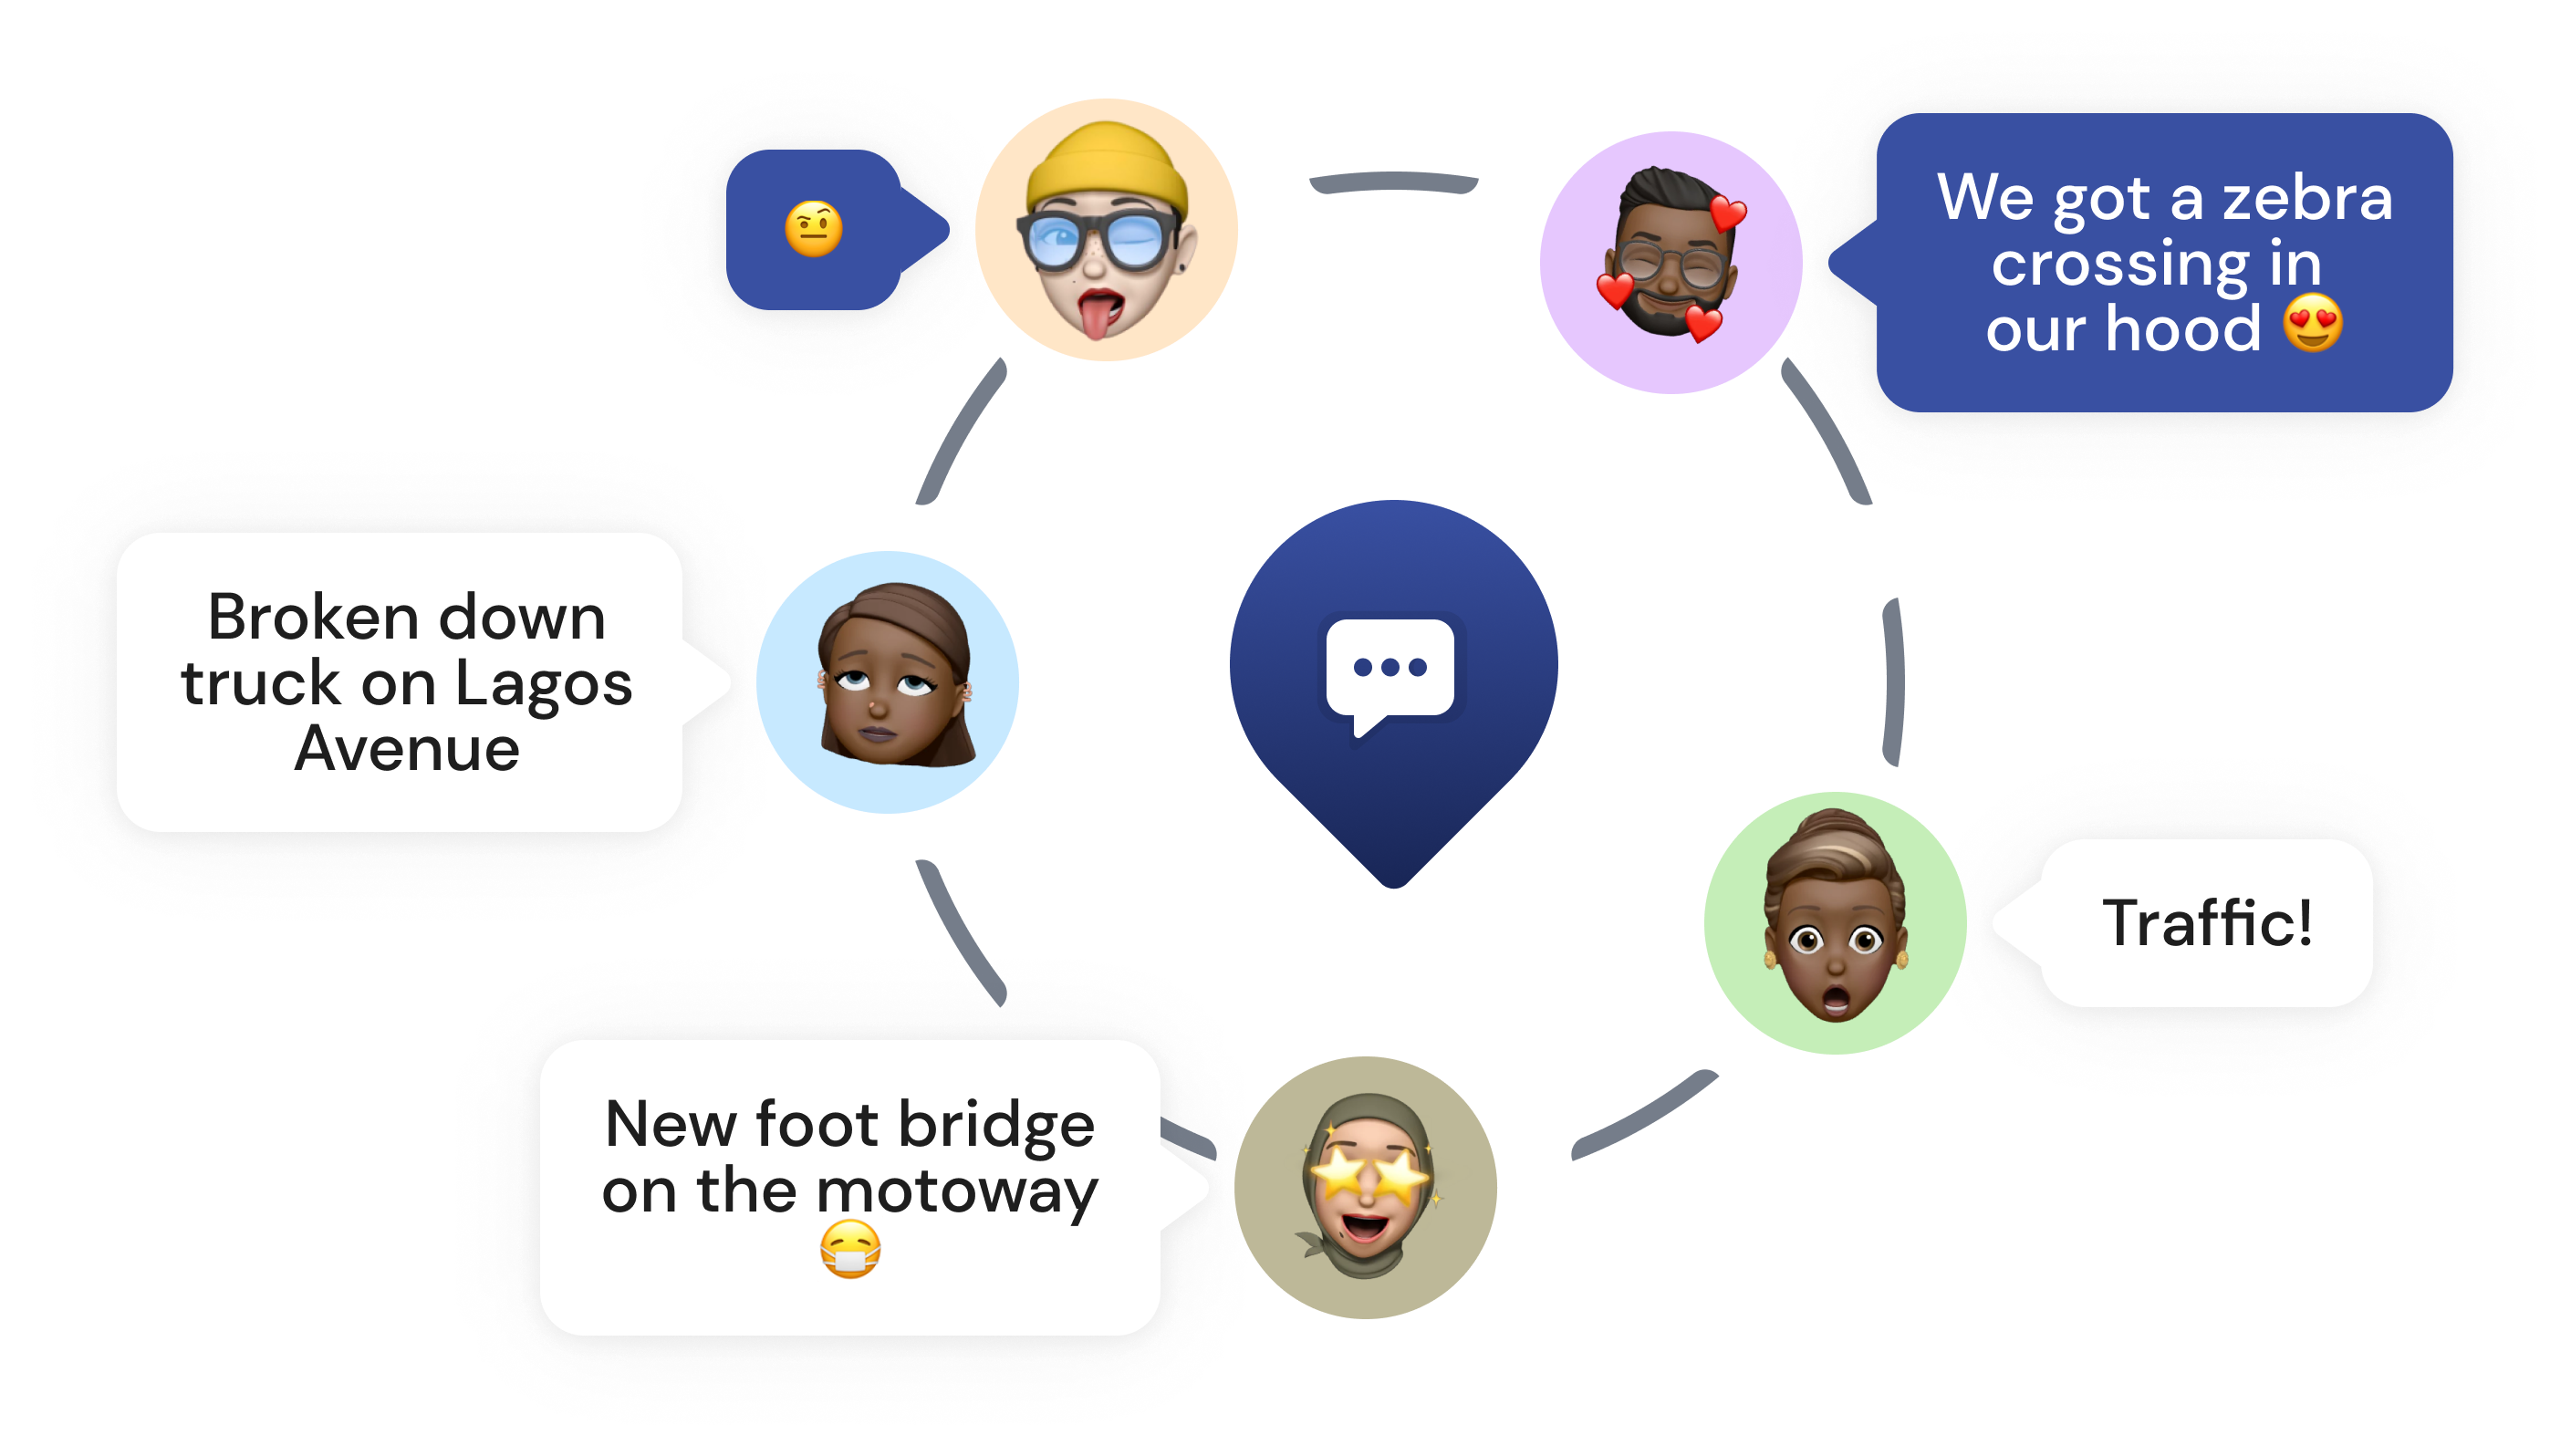 🤨
We got a zebra
crossing in
our hood 😍
Broken down
truck on Lagos
Avenue
Traffic!
New foot bridge
on the motoway
😷